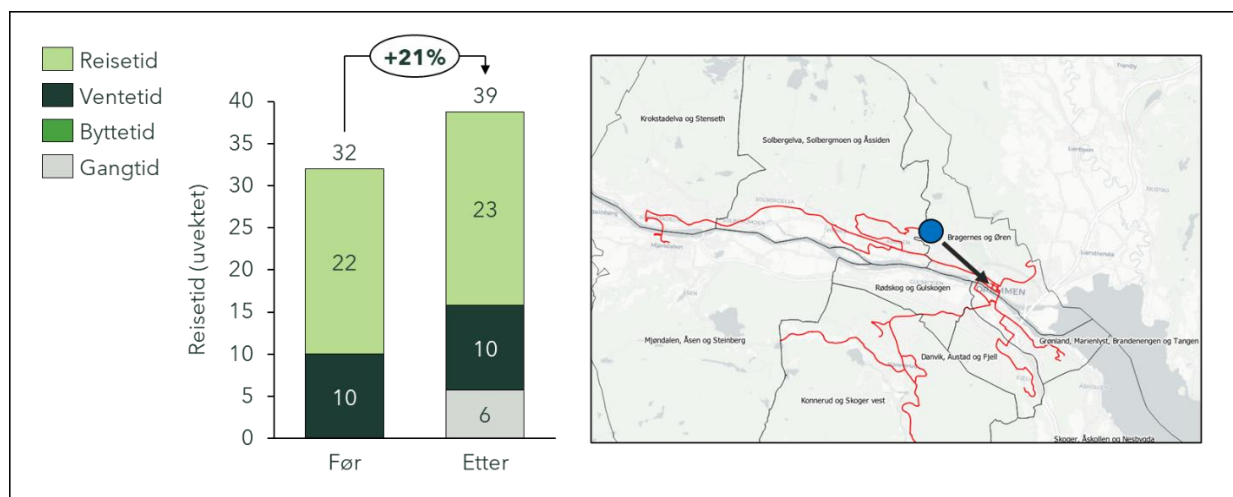 Reisetid
Ventetid
Byttetid
Gangtid
+21%
Reisetid (uvektet)
40
35
30
25
20
15
10
5
0
32
22
10
Før
39
23
10
6
Etter
Krokstadelva og Stenseth
Solbergelva, Solbergmoen og Åssiden
Bragernes og Øren
Rødskog og Gulskogen
Mjøndalen, Åsen og Steinberg
Danvik, Austad og Fjell
Grønland, Marienlyst, Brandenengen og Tangen
Konnerud og Skoger vest
Skoger, Åskollen og Nesbygda